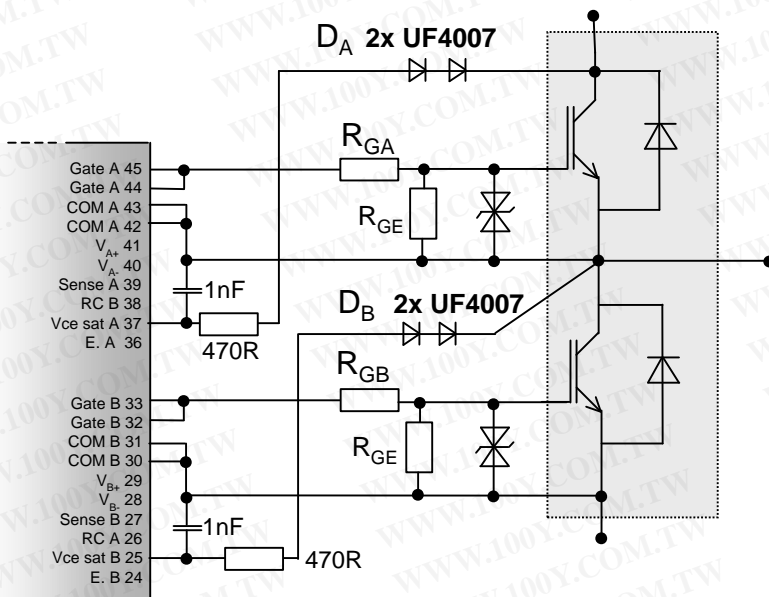 D_A 2x UF4007
R_GA
Gate A 45
Gate A 44
COM A 43
COM A 42
V_A+ 41
V_A- 40
Sense A 39
RC B 38
Vce sat A 37
E. A 36
R_GE
1nF
470R
D_B 2x UF4007
R_GB
Gate B 33
Gate B 32
COM B 31
COM B 30
V_B+ 29
V_B- 28
Sense B 27
RC A 26
Vce sat B 25
E. B 24
R_GE
1nF
470R
WWW.100Y.COM.TW